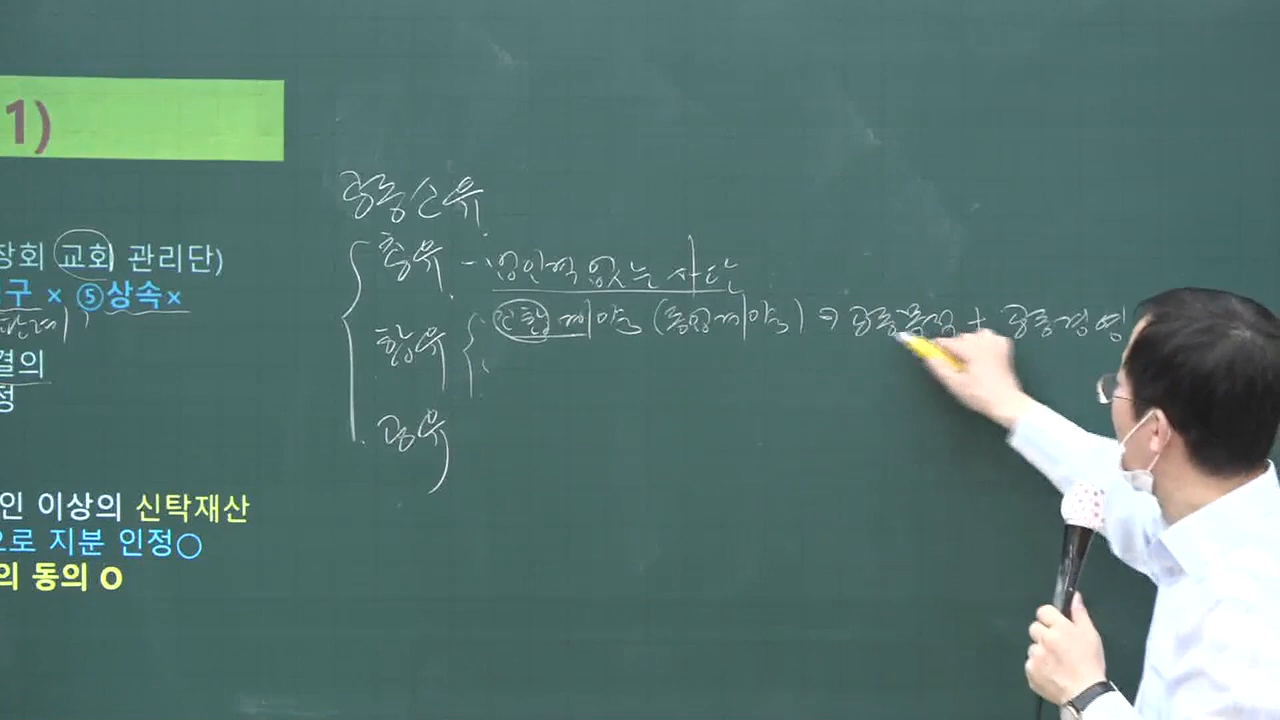 1)
장회 교회 관리단)
구 × ⑤상속×
판례
결의
정
인 이상의 신탁재산
으로 지분 인정○
의 동의 O
공동소유
총유 - 법인격 없는 사단
합유 조합계약 (동업계약) → 공동출자 + 공동경영
공유